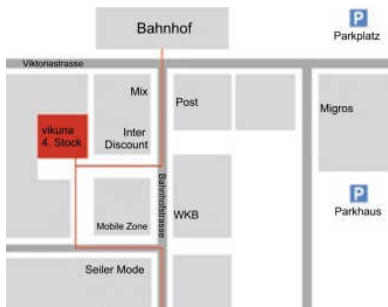 Bahnhof
P
Parkplatz
Viktoriastrasse
Mix
Post
Migros
vikuna
4. Stock
Inter
Discount
Bahnhofstrasse
P
Parkhaus
WKB
Mobile Zone
Seiler Mode